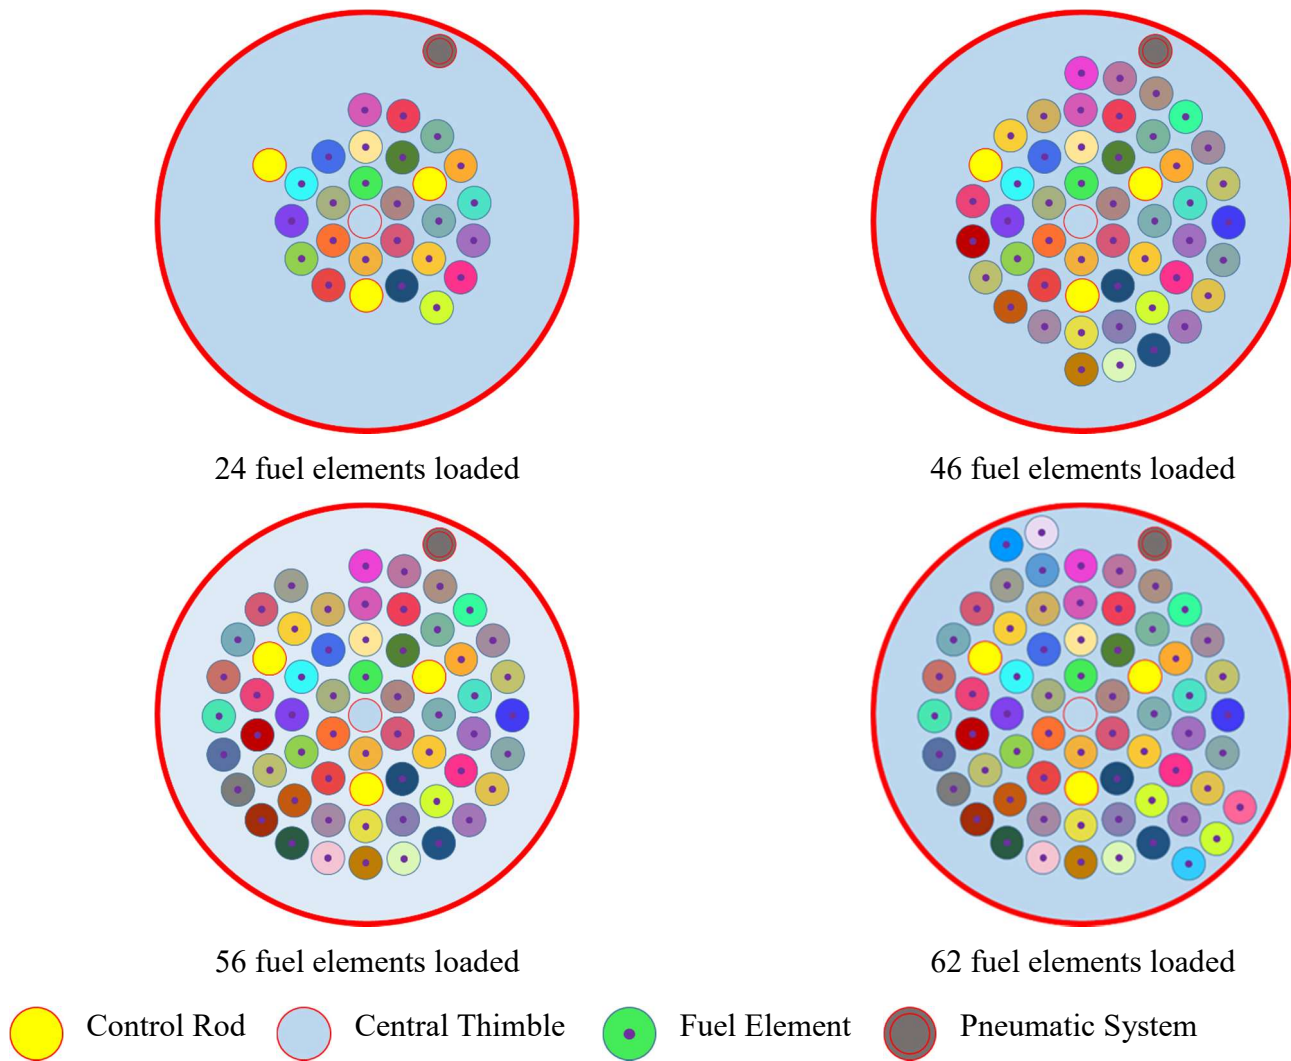 24 fuel elements loaded
46 fuel elements loaded
56 fuel elements loaded
62 fuel elements loaded
Control Rod
Central Thimble
Fuel Element
Pneumatic System